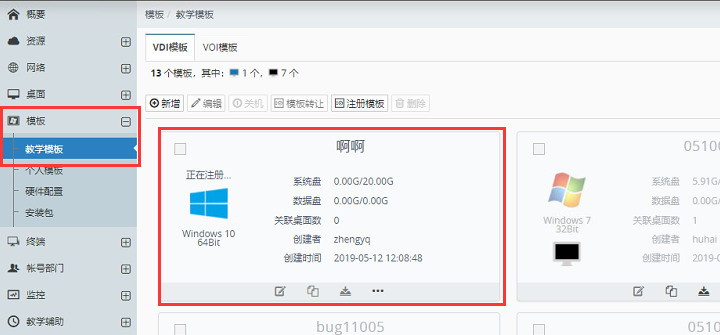 概要
资源
网络
桌面
模板
教学模板
个人模板
硬件配置
安装包
终端
帐号部门
监控
教学辅助
模板 / 教学模板
VDI模板 VOI模板
13 个模板，其中： 1 个， 7 个
新增 编辑 关机 模板转让 注册模板 删除
啊啊
正在注册...
Windows 10
64Bit
系统盘 0.00G/20.00G
数据盘 0.00G/0.00G
关联桌面数 0
创建者 zhengyq
创建时间 2019-05-12 12:08:48
0510
Windows 7
32Bit
系统盘 5.91G/
数据盘 0.00G/
关联桌面数 0
创建者 huhai
创建时间 2019-
bug11005
0510